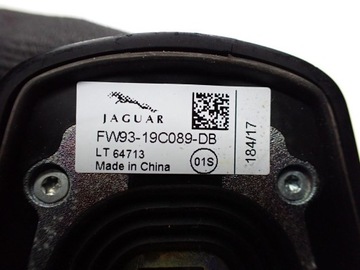 JAGUAR
FW93-19C089-DB
LT 64713
01S
Made in China
184/17